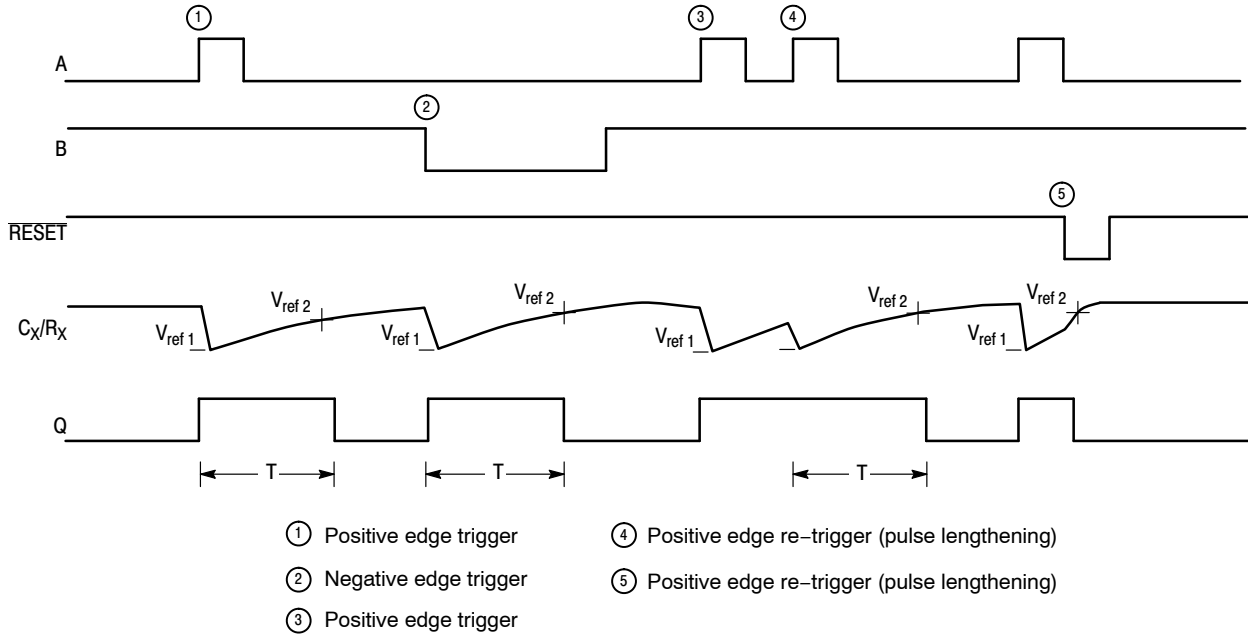 ① ③ ④
A
②
B
⑤
RESET
Vref 2 Vref 2 Vref 2 Vref 2
CX/RX Vref 1 Vref 1 Vref 1 Vref 1
Q
T T T
① Positive edge trigger
② Negative edge trigger
③ Positive edge trigger
④ Positive edge re−trigger (pulse lengthening)
⑤ Positive edge re−trigger (pulse lengthening)